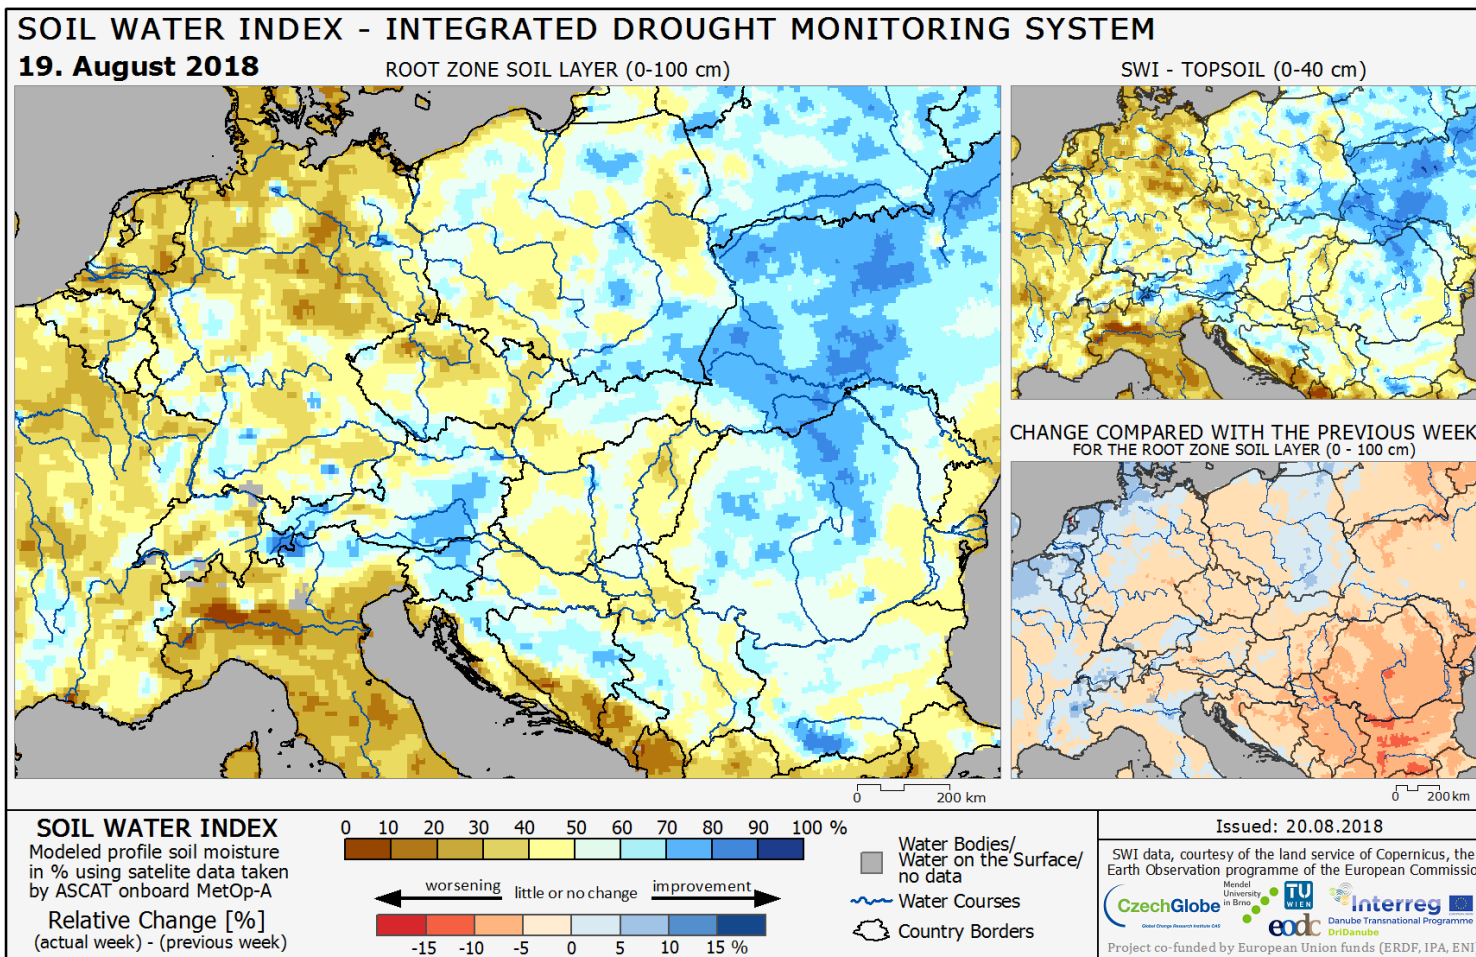 SOIL WATER INDEX - INTEGRATED DROUGHT MONITORING SYSTEM
19. August 2018
ROOT ZONE SOIL LAYER (0-100 cm)
SWI - TOPSOIL (0-40 cm)
CHANGE COMPARED WITH THE PREVIOUS WEEK
FOR THE ROOT ZONE SOIL LAYER (0 - 100 cm)
0 200 km
0 200 km
SOIL WATER INDEX
Modeled profile soil moisture
in % using satelite data taken
by ASCAT onboard MetOp-A
Relative Change [%]
(actual week) - (previous week)
0 10 20 30 40 50 60 70 80 90 100 %
worsening little or no change improvement
-15 -10 -5 0 5 10 15 %
Water Bodies/
Water on the Surface/
no data
Water Courses
Country Borders
Issued: 20.08.2018
SWI data, courtesy of the land service of Copernicus, the
Earth Observation programme of the European Commissio
CzechGlobe
Global Change Research Institute CAS
Mendel
University
in Brno
TU
WIEN
eodc
Interreg
Danube Transnational Programme
DriDanube
Project co-funded by European Union funds (ERDF, IPA, ENI)